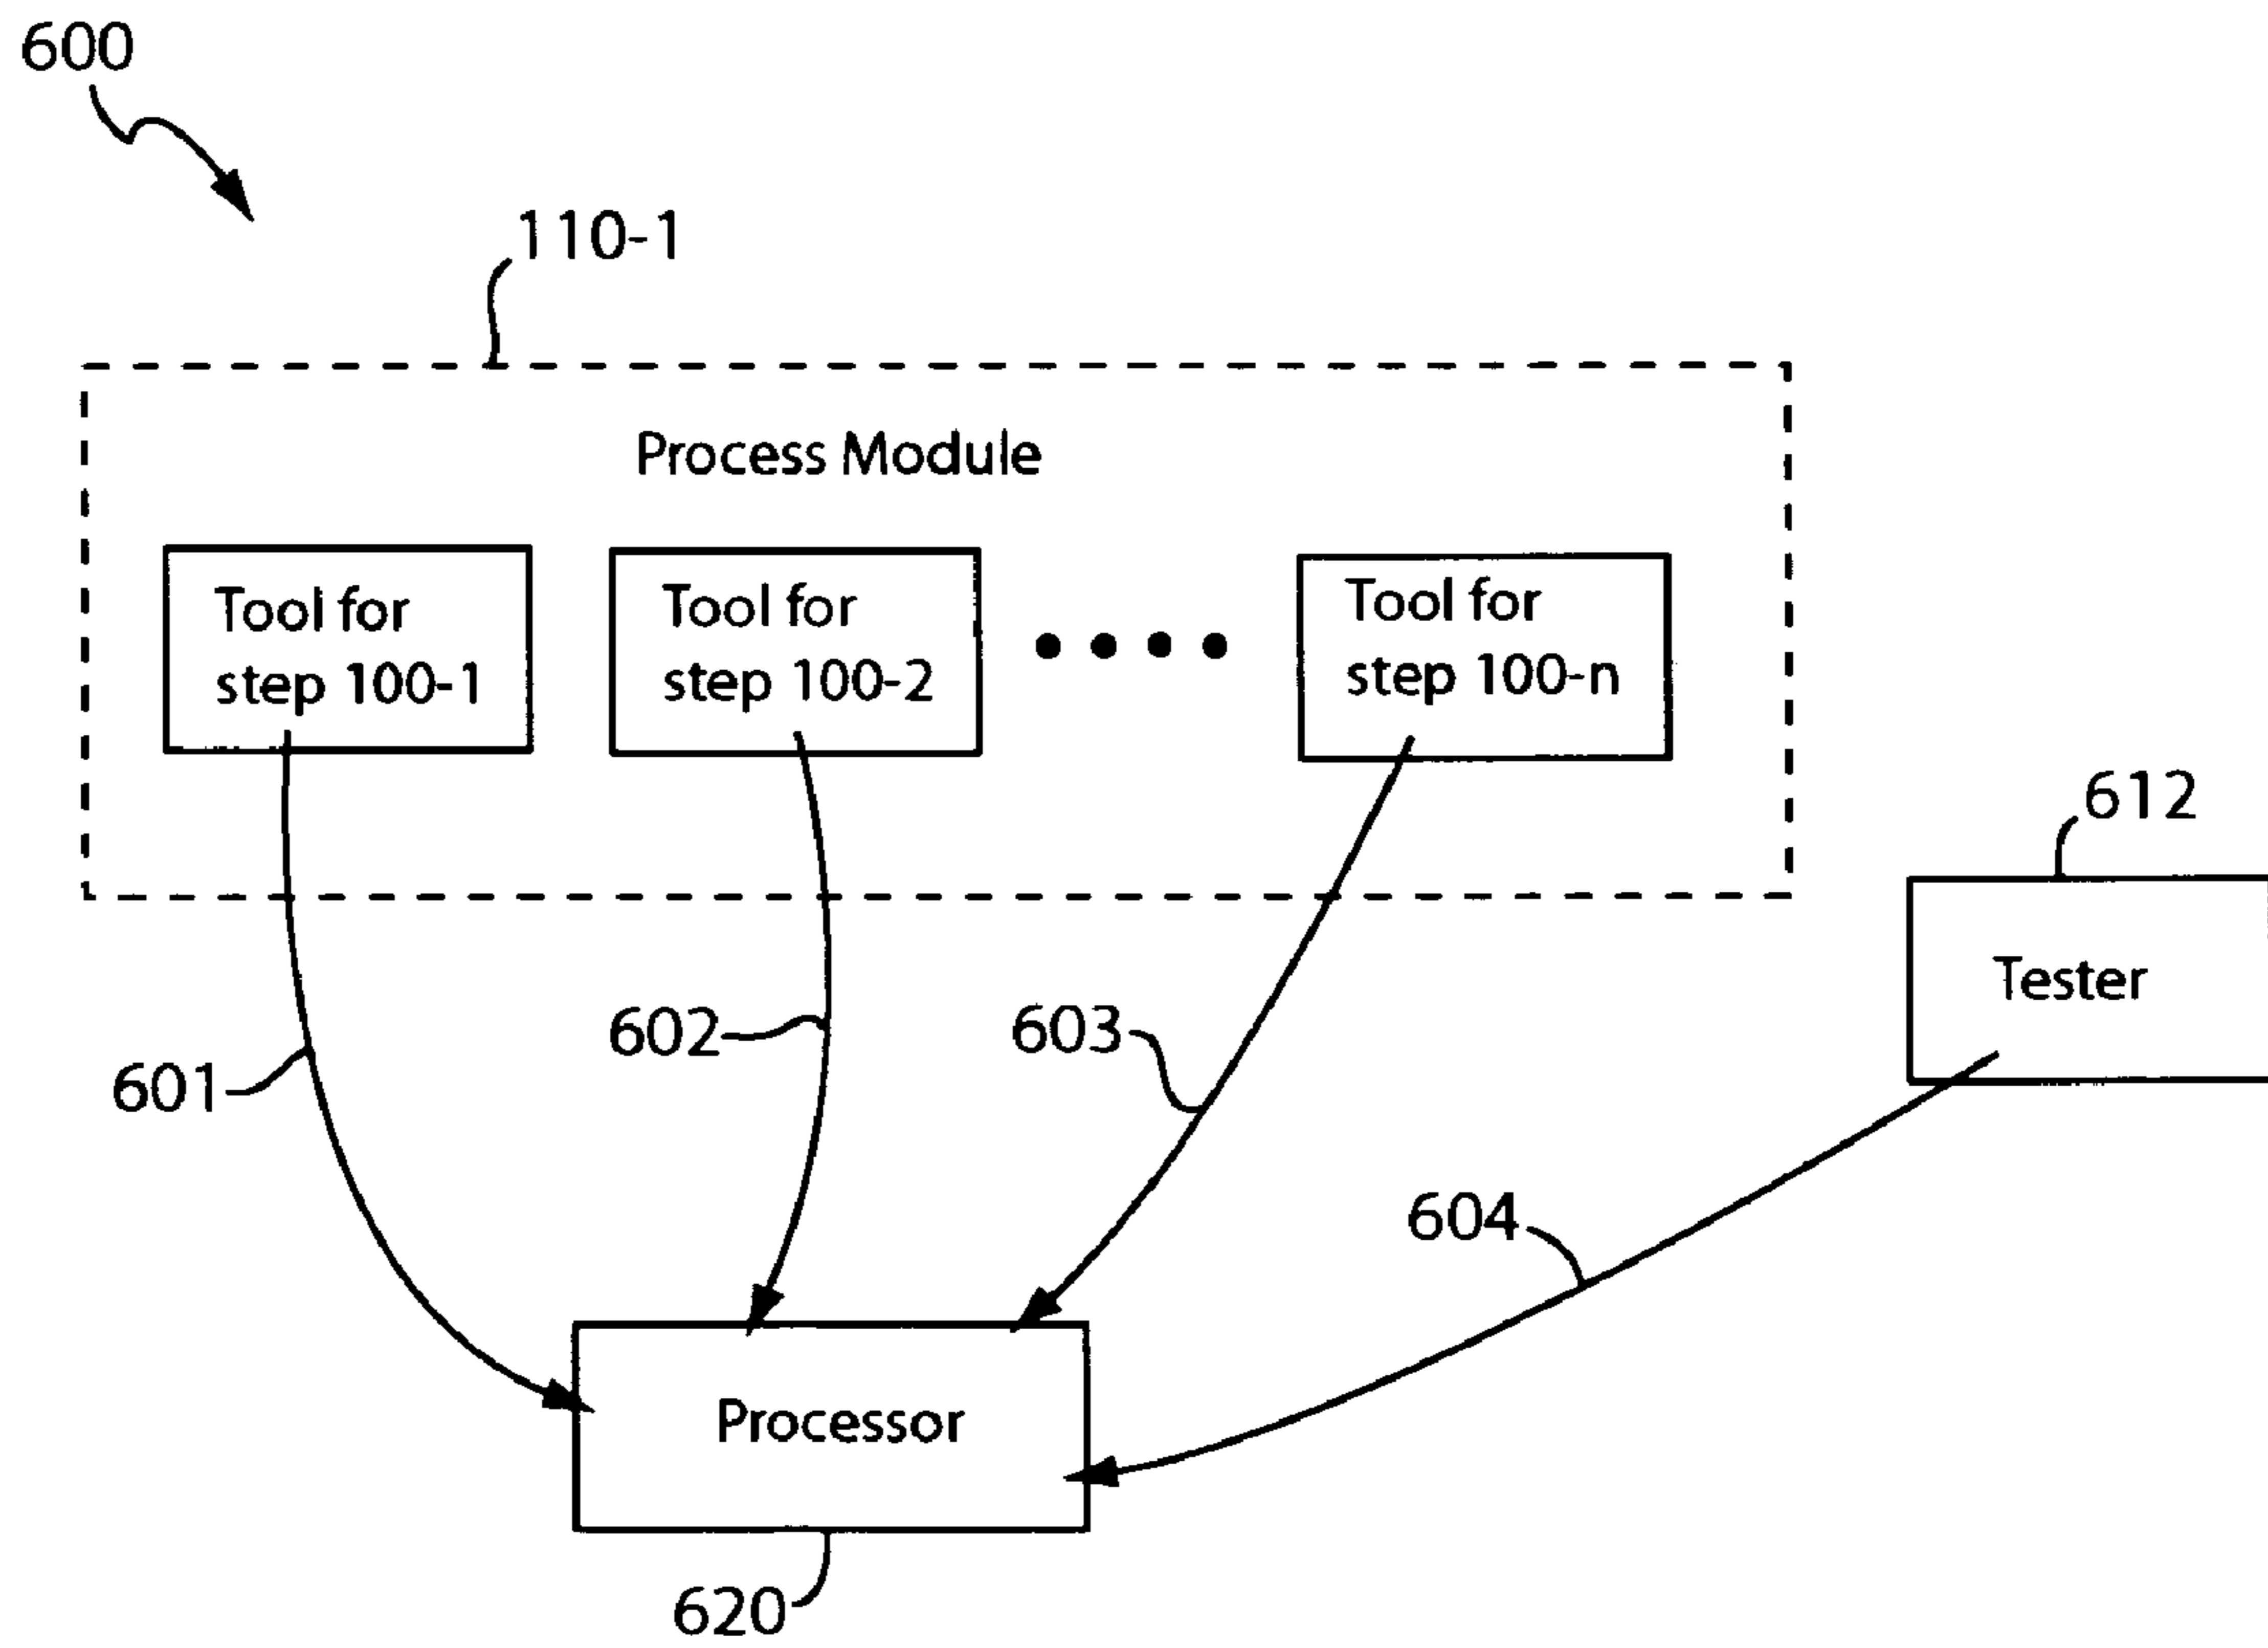 600
110-1
Process Module
Tool for
step 100-1
Tool for
step 100-2
Tool for
step 100-n
612
Tester
601
602
603
604
Processor
620